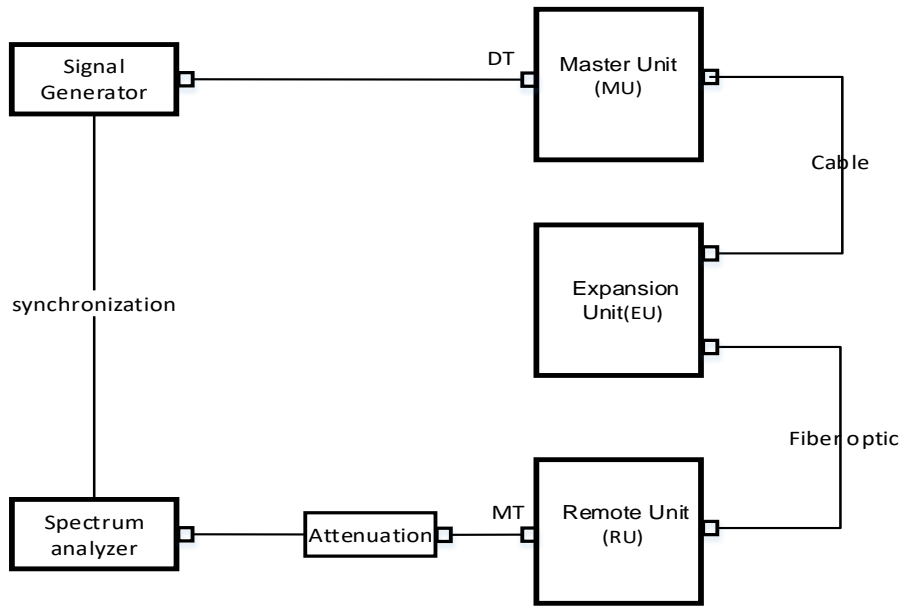 Signal
Generator
DT
Master Unit
(MU)
Cable
synchronization
Expansion
Unit(EU)
Fiber optic
Spectrum
analyzer
Attenuation
MT
Remote Unit
(RU)